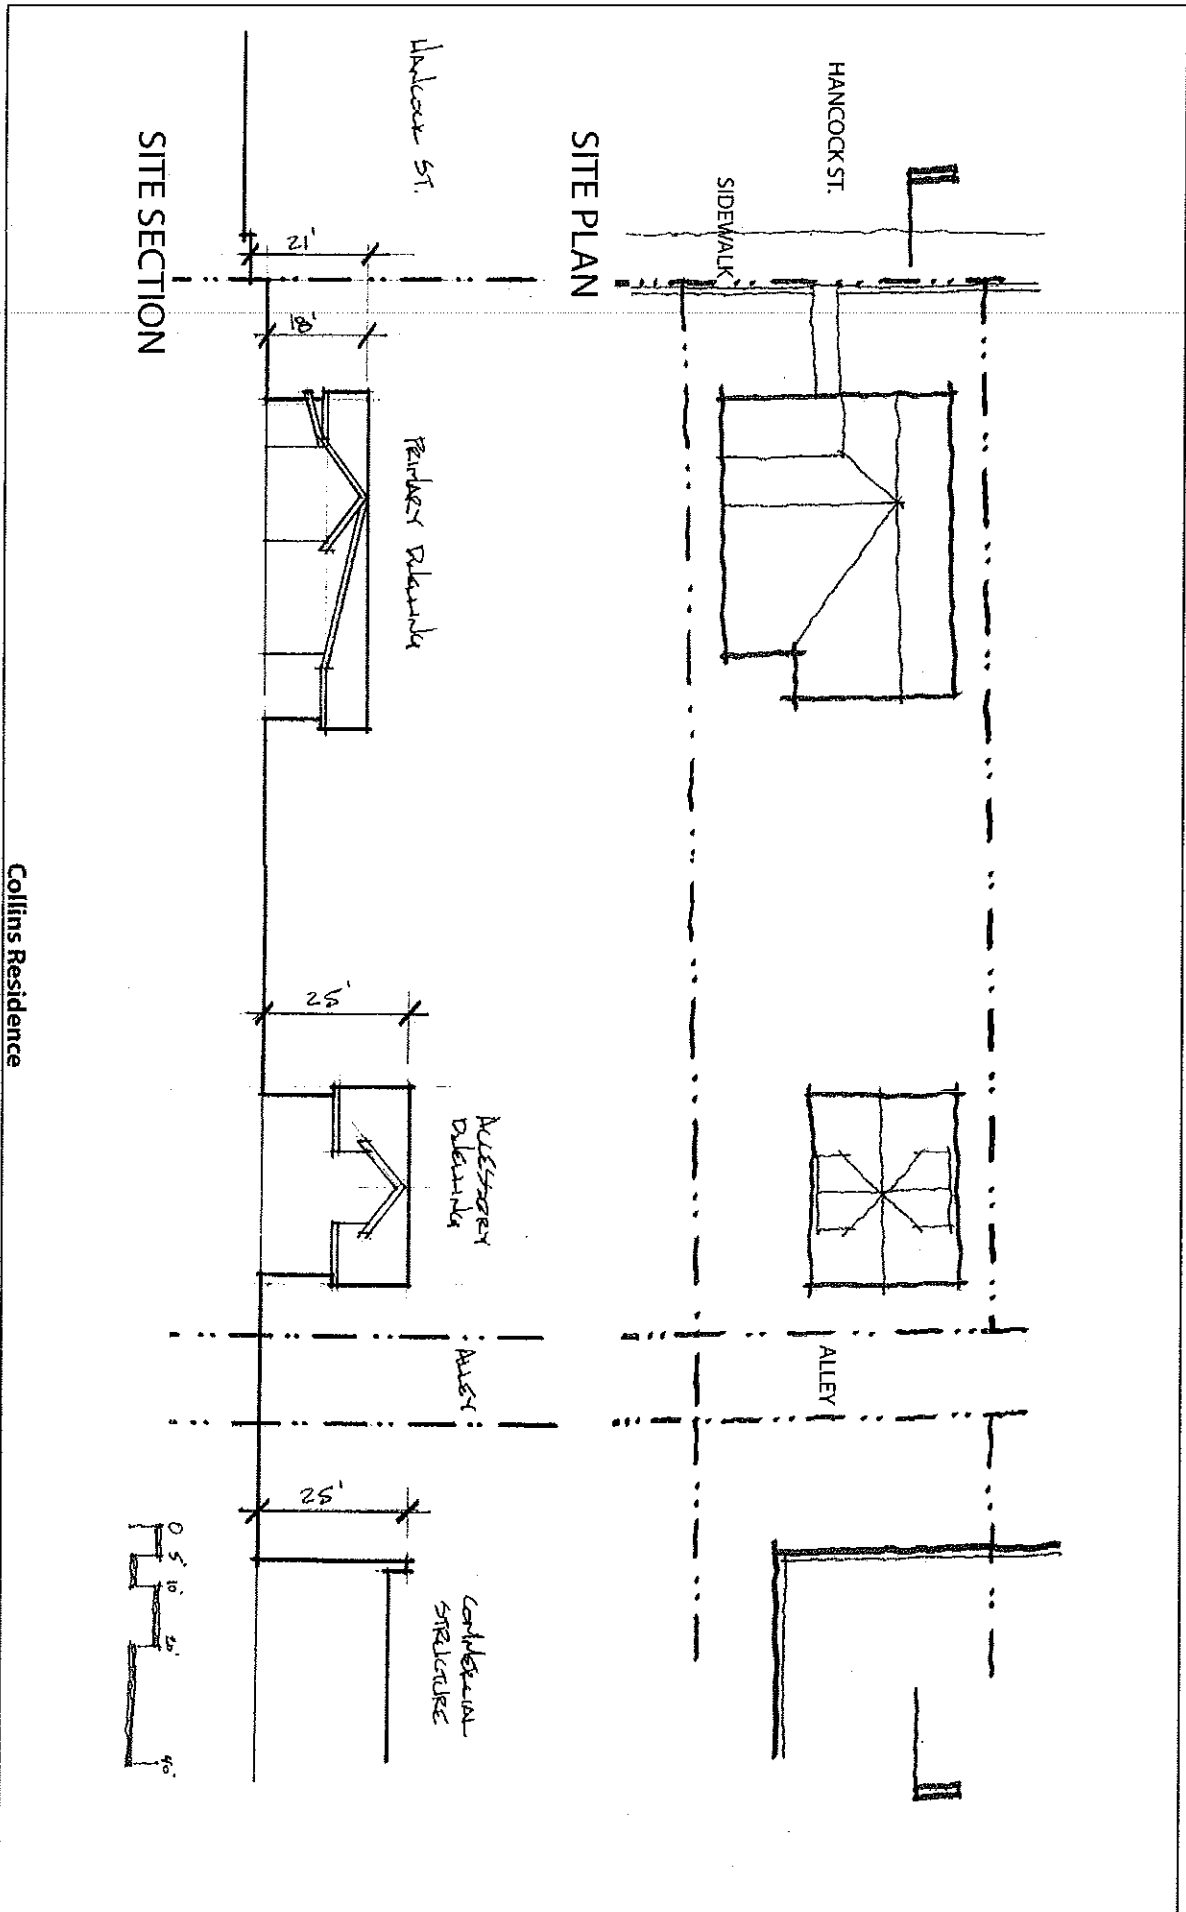 HANCOCK ST.
SIDEWALK
ALLEY
SITE PLAN
HANCOCK ST.
21'
18'
PRIMARY DWELLING
25'
ACCESSORY
DWELLING
ALLEY
25'
COMMERCIAL
STRUCTURE
SITE SECTION
0 5' 10' 20' 40'
Collins Residence